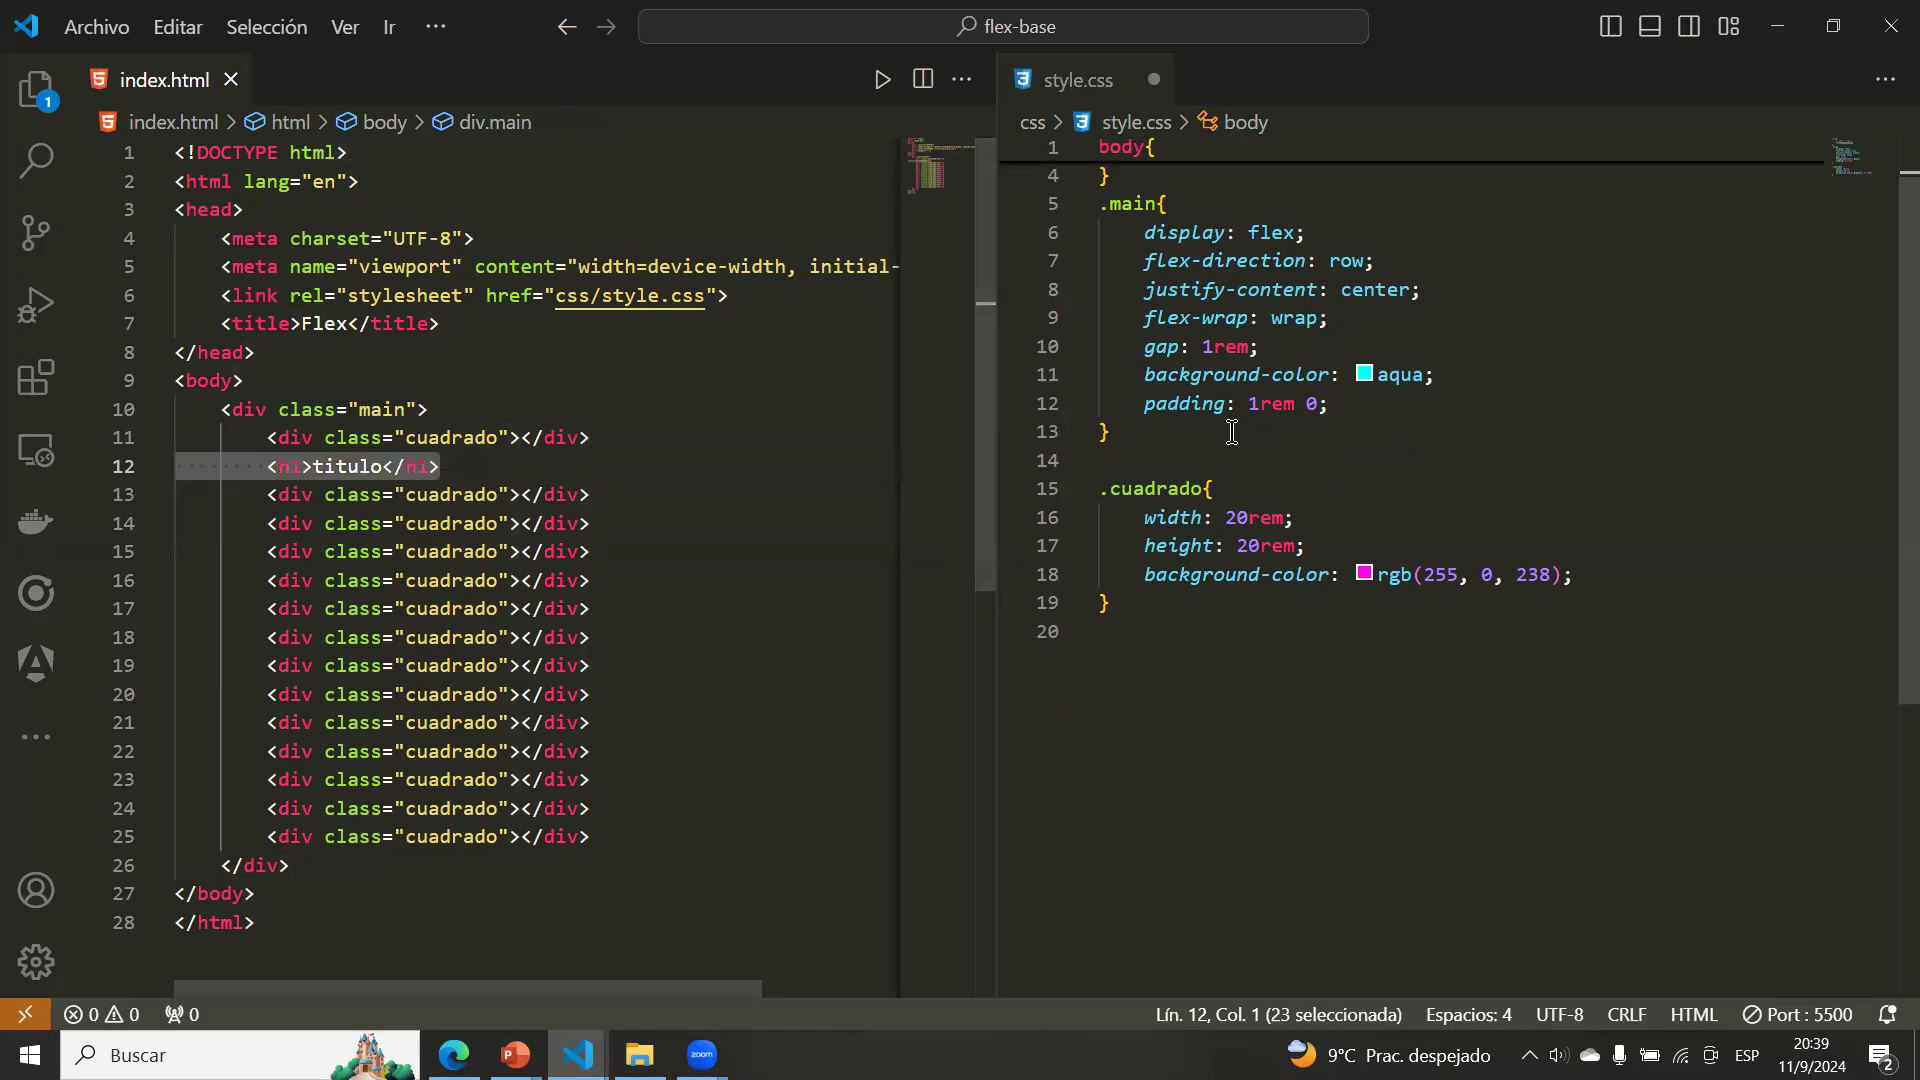 Archivo Editar Selección Ver Ir ···
flex-base
index.html
style.css
index.html > html > body > div.main
css > style.css > body
1 <!DOCTYPE html>
2 <html lang="en">
3 <head>
4 <meta charset="UTF-8">
5 <meta name="viewport" content="width=device-width, initial-
6 <link rel="stylesheet" href="css/style.css">
7 <title>Flex</title>
8 </head>
9 <body>
10 <div class="main">
11 <div class="cuadrado"></div>
12 <h1>titulo</h1>
13 <div class="cuadrado"></div>
14 <div class="cuadrado"></div>
15 <div class="cuadrado"></div>
16 <div class="cuadrado"></div>
17 <div class="cuadrado"></div>
18 <div class="cuadrado"></div>
19 <div class="cuadrado"></div>
20 <div class="cuadrado"></div>
21 <div class="cuadrado"></div>
22 <div class="cuadrado"></div>
23 <div class="cuadrado"></div>
24 <div class="cuadrado"></div>
25 <div class="cuadrado"></div>
26 </div>
27 </body>
28 </html>
1 body{
4 }
5 .main{
6 display: flex;
7 flex-direction: row;
8 justify-content: center;
9 flex-wrap: wrap;
10 gap: 1rem;
11 background-color: aqua;
12 padding: 1rem 0;
13 }
14
15 .cuadrado{
16 width: 20rem;
17 height: 20rem;
18 background-color: rgb(255, 0, 238);
19 }
20
1
0 0 0
Lín. 12, Col. 1 (23 seleccionada) Espacios: 4 UTF-8 CRLF HTML Port : 5500
Buscar
zoom
9°C Prac. despejado
ESP
20:39
11/9/2024
2